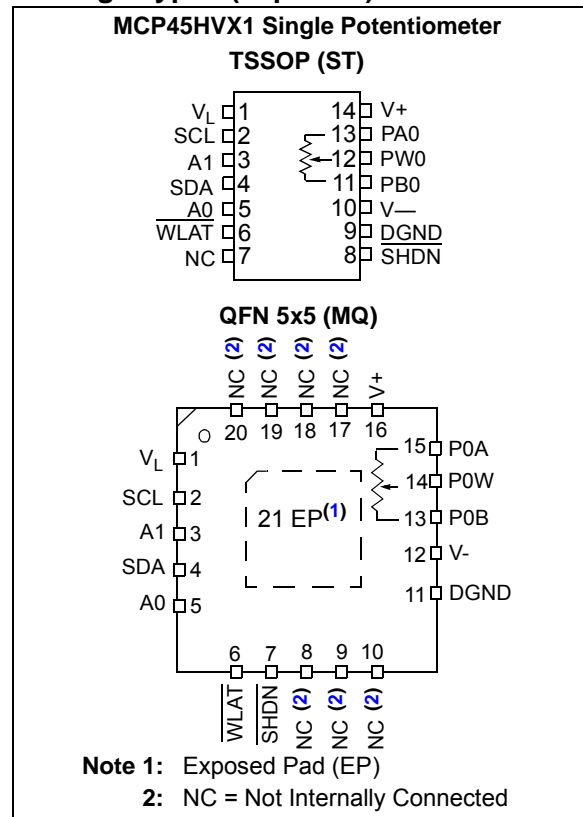 MCP45HVX1 Single Potentiometer
TSSOP (ST)
VL 1 14 V+
SCL 2 13 PA0
A1 3 12 PW0
SDA 4 11 PB0
A0 5 10 V—
WLAT 6 9 DGND
NC 7 8 SHDN
QFN 5x5 (MQ)
NC (2) NC (2) NC (2) NC (2) V+
20 19 18 17 16
VL 1 15 P0A
SCL 2 14 P0W
A1 3 21 EP(1) 13 P0B
SDA 4 12 V-
A0 5 11 DGND
6 7 8 9 10
WLAT SHDN NC (2) NC (2) NC (2)
Note 1: Exposed Pad (EP)
2: NC = Not Internally Connected